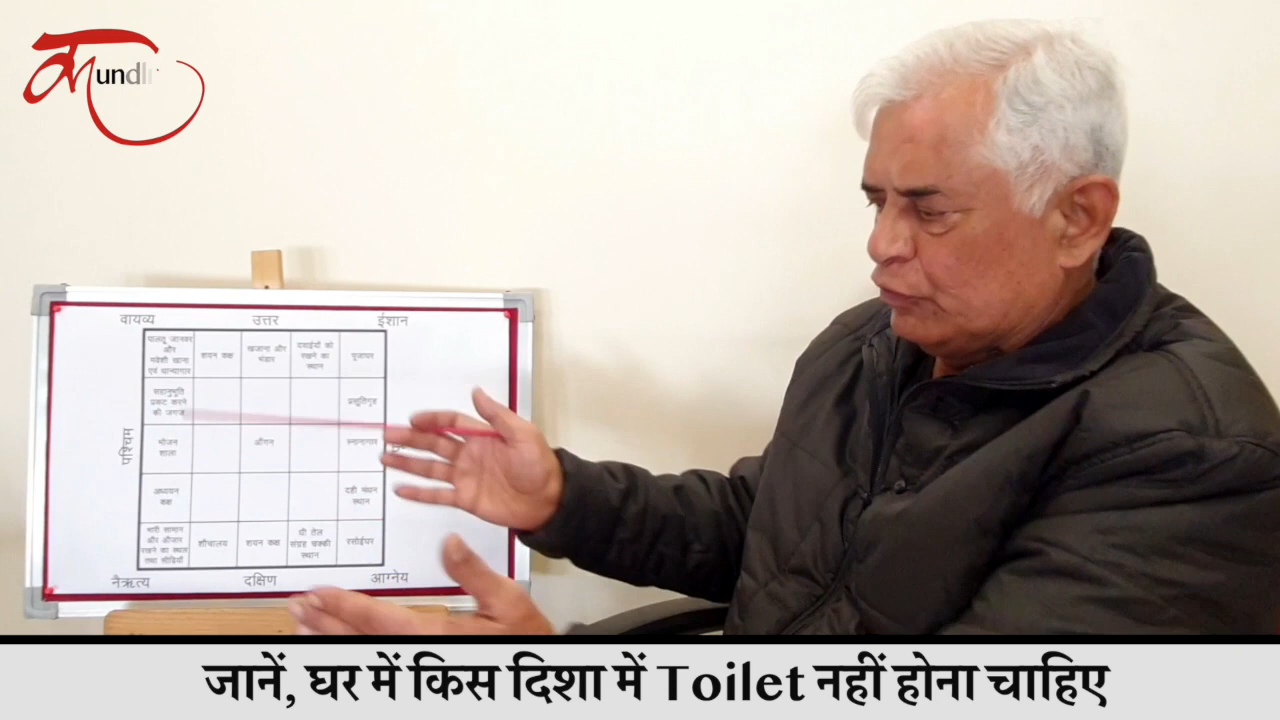 कundli
वायव्य उत्तर ईशान
पालतू जानवर
और
मवेशी खाना
एवं धान्यागार
शयन कक्ष
खजाना और
भंडार
दवाईयों को
रखने का
स्थान
पूजाघर
सहानुभूति
प्रकट करने
की जगह
प्रसूतिगृह
पश्चिम
भोजन
शाला
आँगन
स्नानागार
अध्ययन
कक्ष
दही मंथन
स्थान
भारी सामान
और औजार
रखने का स्थल
तथा सीढियाँ
शौचालय
शयन कक्ष
घी तेल
संग्रह चक्की
स्थान
रसोईघर
नैऋत्य दक्षिण आग्नेय
जानें, घर में किस दिशा में Toilet नहीं होना चाहिए